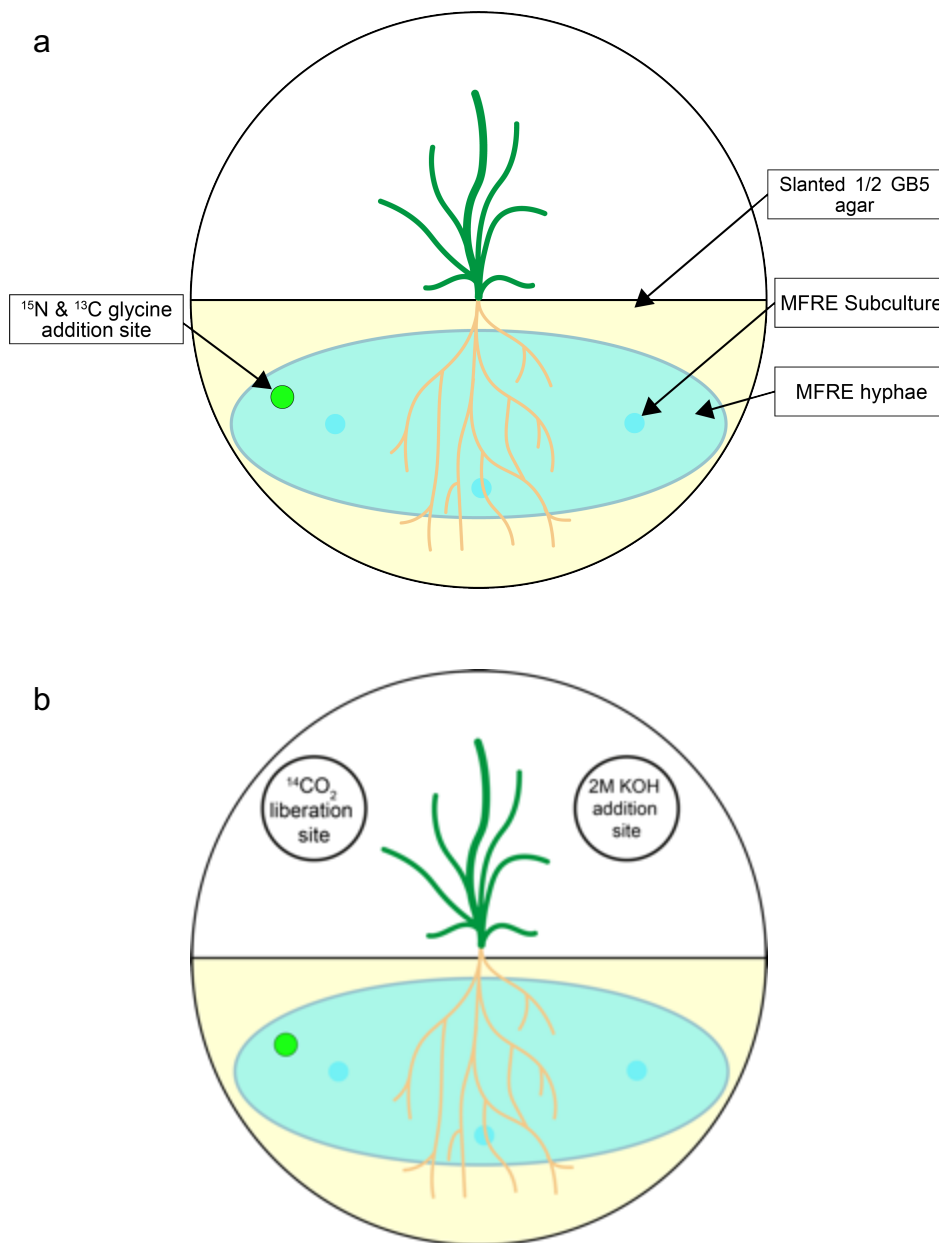 a
Slanted 1/2 GB5
agar
¹⁵N & ¹³C glycine
addition site
MFRE Subculture
MFRE hyphae
b
¹⁴CO₂
liberation
site
2M KOH
addition
site